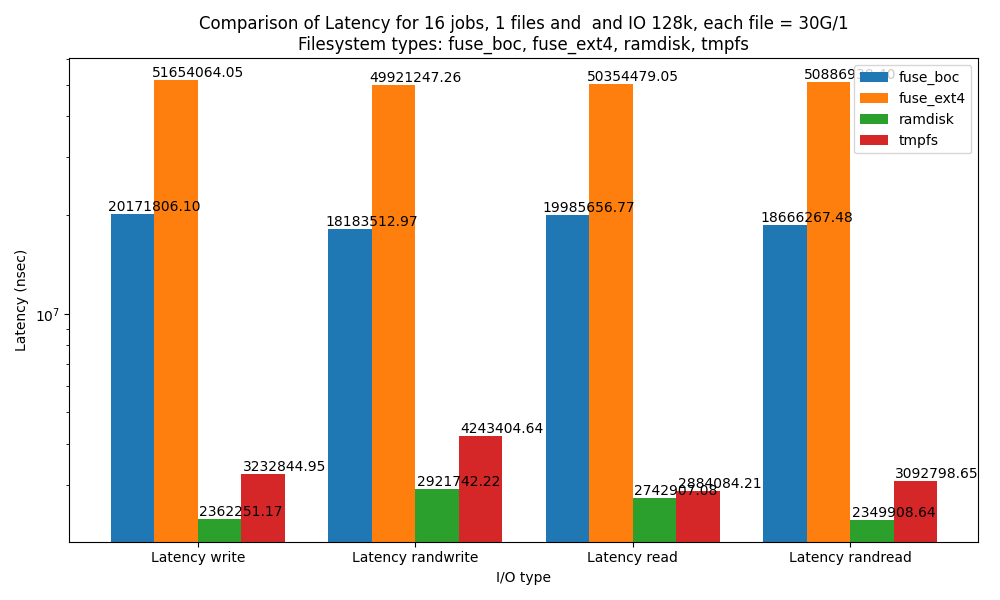 Comparison of Latency for 16 jobs, 1 files and  and IO 128k, each file = 30G/1
Filesystem types: fuse_boc, fuse_ext4, ramdisk, tmpfs
fuse_boc
fuse_ext4
ramdisk
tmpfs
51654064.05
49921247.26
50354479.05
20171806.10
18183512.97
19985656.77
18666267.48
2362251.17
3232844.95
2921742.22
4243404.64
2742907.08
2884084.21
2349908.64
3092798.65
Latency (nsec)
10⁷
Latency write
Latency randwrite
Latency read
Latency randread
I/O type